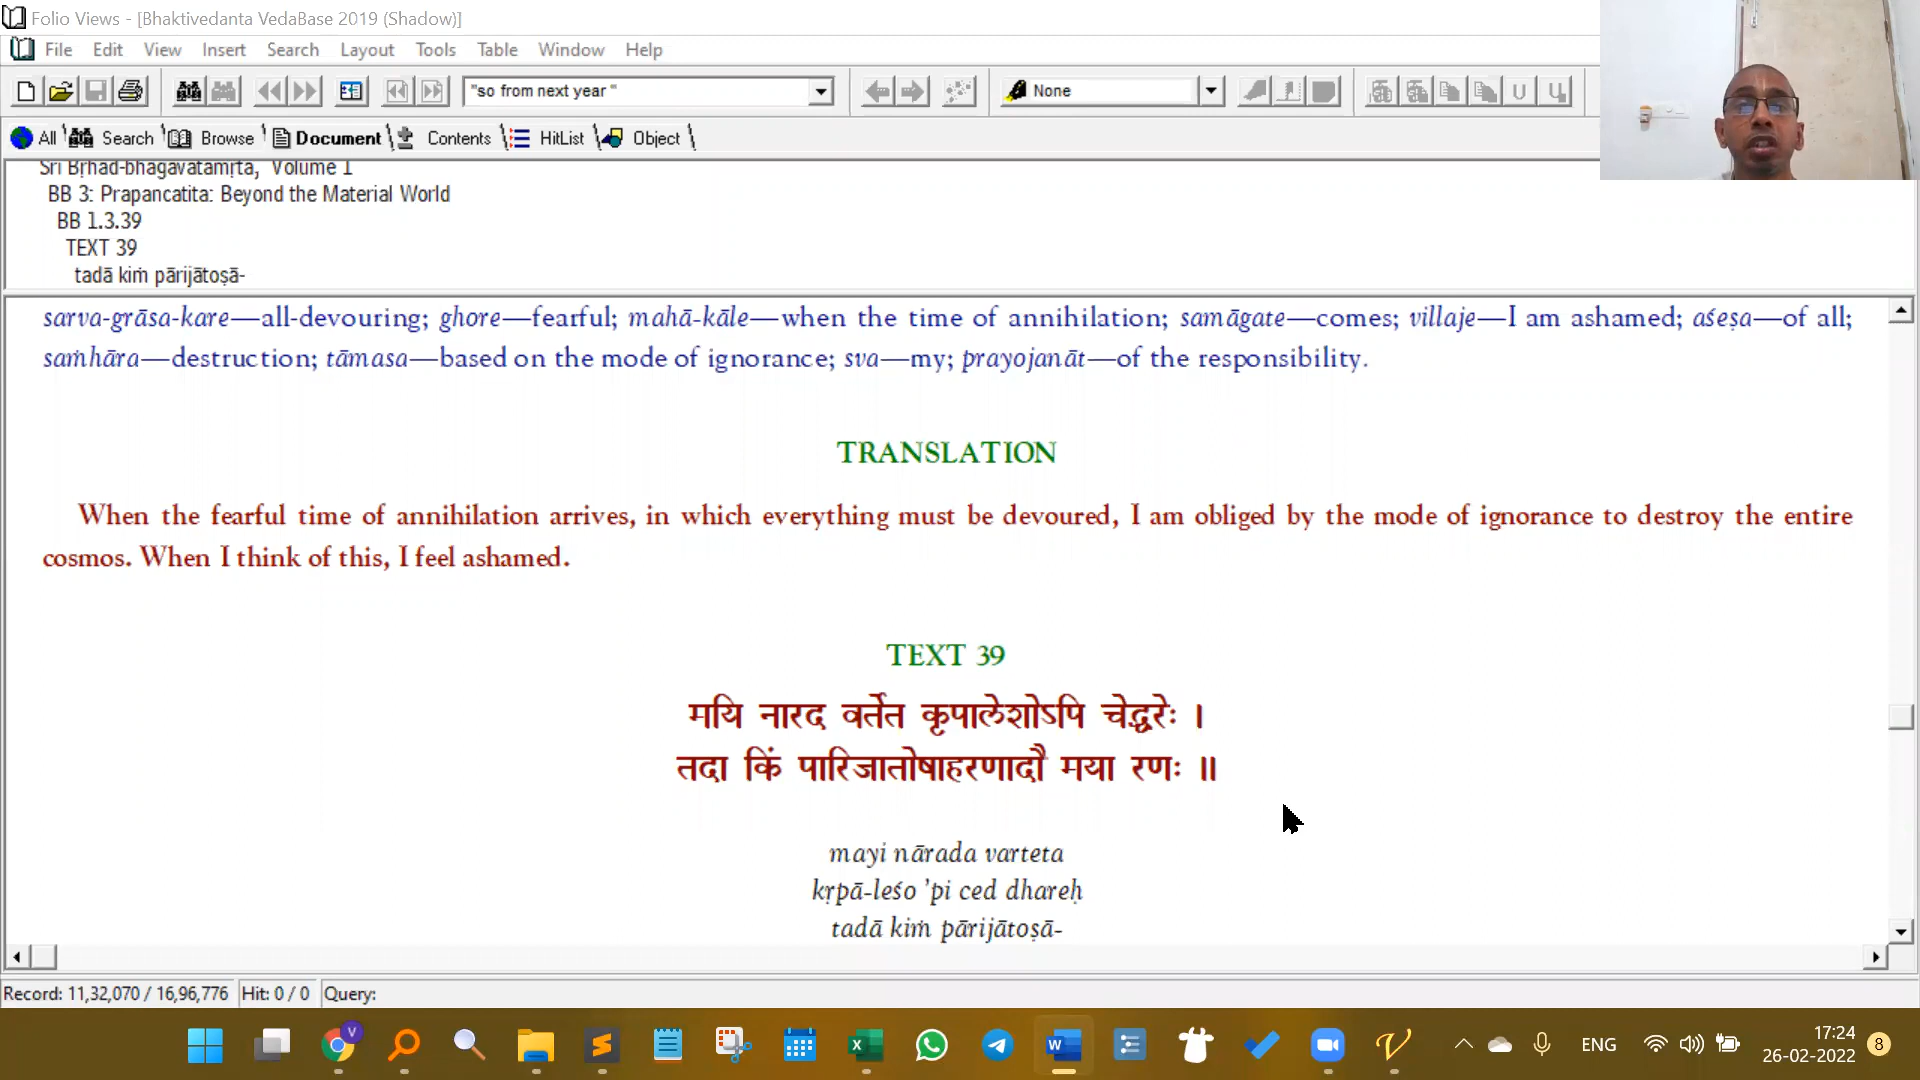 Folio Views - [Bhaktivedanta VedaBase 2019 (Shadow)]
File Edit View Insert Search Layout Tools Table Window Help
"so from next year " None
All Search Browse Document Contents HitList Object
Sri Bṛhad-bhagavatamṛta, Volume 1
BB 3: Prapancatita: Beyond the Material World
BB 1.3.39
TEXT 39
tadā kiṁ pārijātoṣā-
sarva-grāsa-kare—all-devouring; ghore—fearful; mahā-kāle—when the time of annihilation; samāgate—comes; villaje—I am ashamed; aśeṣa—of all;
saṁhāra—destruction; tāmasa—based on the mode of ignorance; sva—my; prayojanāt—of the responsibility.
TRANSLATION
When the fearful time of annihilation arrives, in which everything must be devoured, I am obliged by the mode of ignorance to destroy the entire
cosmos. When I think of this, I feel ashamed.
TEXT 39
मयि नारद वर्तेत कृपालेशोऽपि चेद्धरेः ।
तदा किं पारिजातोषाहरणादौ मया रणः ॥
mayi nārada varteta
kṛpā-leśo 'pi ced dhareḥ
tadā kiṁ pārijātoṣā-
Record: 11,32,070 / 16,96,776 Hit: 0 / 0 Query:
ENG
17:24
26-02-2022
8